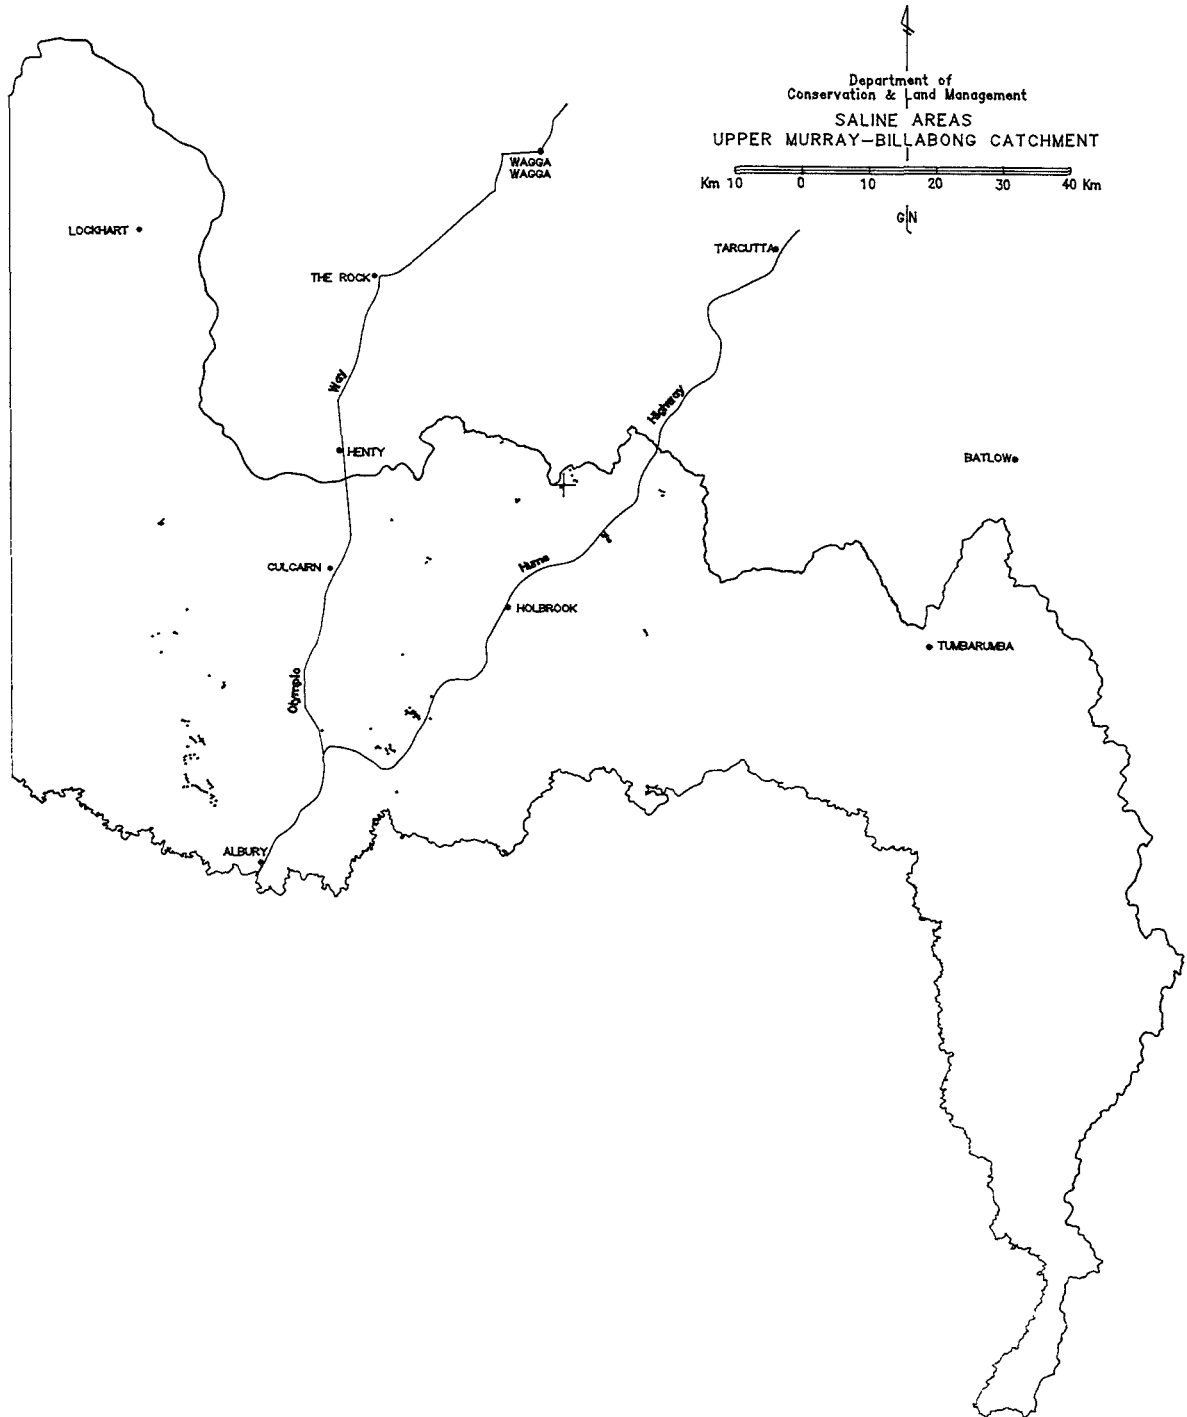 Department of
Conservation & Land Management
SALINE AREAS
UPPER MURRAY-BILLABONG CATCHMENT
Km 10 0 10 20 30 40 Km
GN
WAGGA
WAGGA
LOCKHART
TARCUTTA
THE ROCK
Way
Highway
HENTY
BATLOW
CULCAIRN
Hume
HOLBROOK
TUMBARUMBA
Olympic
ALBURY